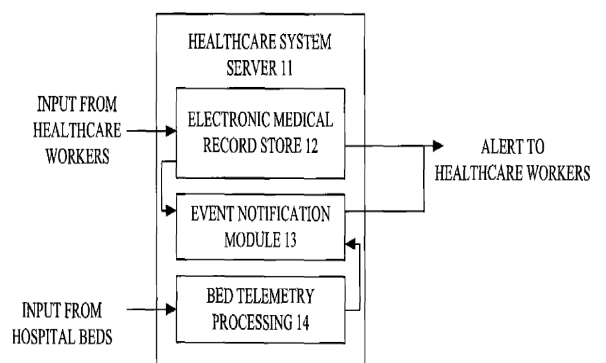 HEALTHCARE SYSTEM
SERVER 11
INPUT FROM
HEALTHCARE
WORKERS
ELECTRONIC MEDICAL
RECORD STORE 12
ALERT TO
HEALTHCARE WORKERS
EVENT NOTIFICATION
MODULE 13
INPUT FROM
HOSPITAL BEDS
BED TELEMETRY
PROCESSING 14